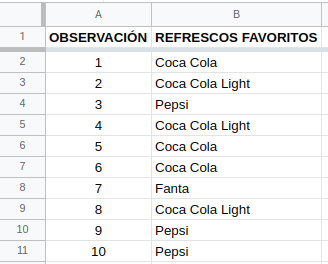 A B
1 OBSERVACIÓN REFRESCOS FAVORITOS
2 1 Coca Cola
3 2 Coca Cola Light
4 3 Pepsi
5 4 Coca Cola Light
6 5 Coca Cola
7 6 Coca Cola
8 7 Fanta
9 8 Coca Cola Light
10 9 Pepsi
11 10 Pepsi